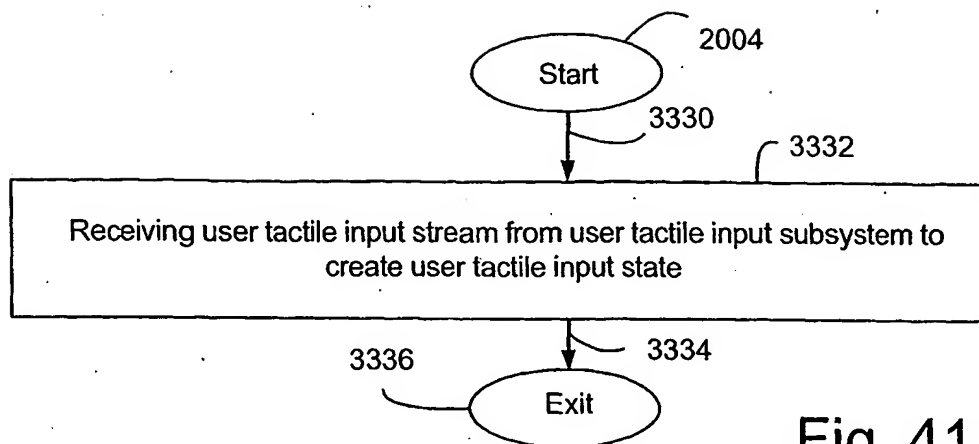 2004
Start
3330
3332
Receiving user tactile input stream from user tactile input subsystem to
create user tactile input state
3336
3334
Exit
Fig. 41